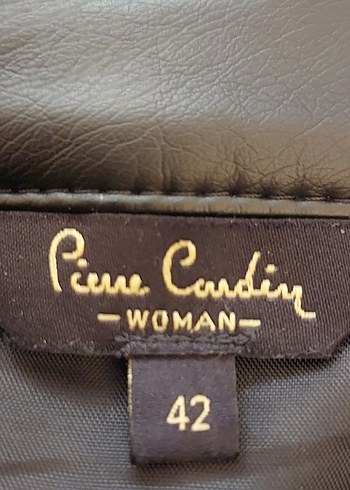 Pierre Cardin
-WOMAN-
42